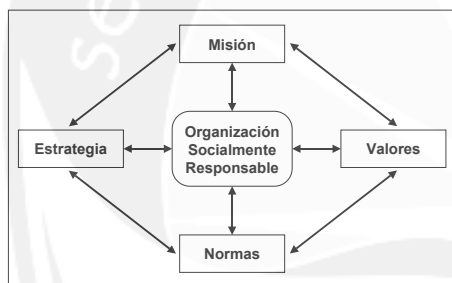 Misión
Organización
Socialmente
Responsable
Estrategia
Valores
Normas